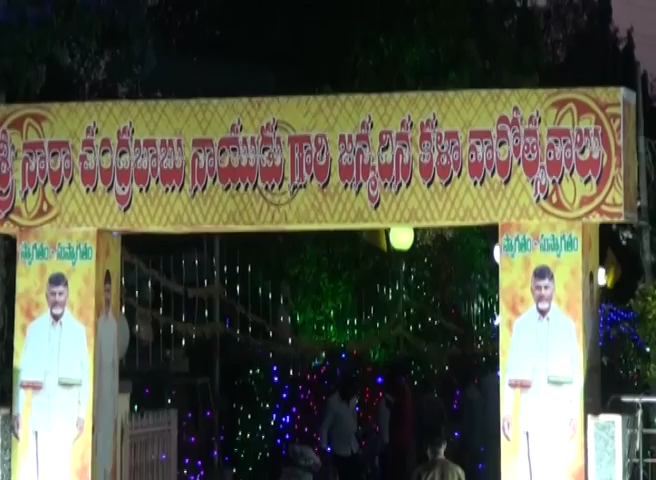 శ్రీ నారా చంద్రబాబు నాయుడు గారి జన్మదిన కళా వారోత్సవాలు
స్వాగతం - సుస్వాగతం
స్వాగతం - సుస్వాగతం